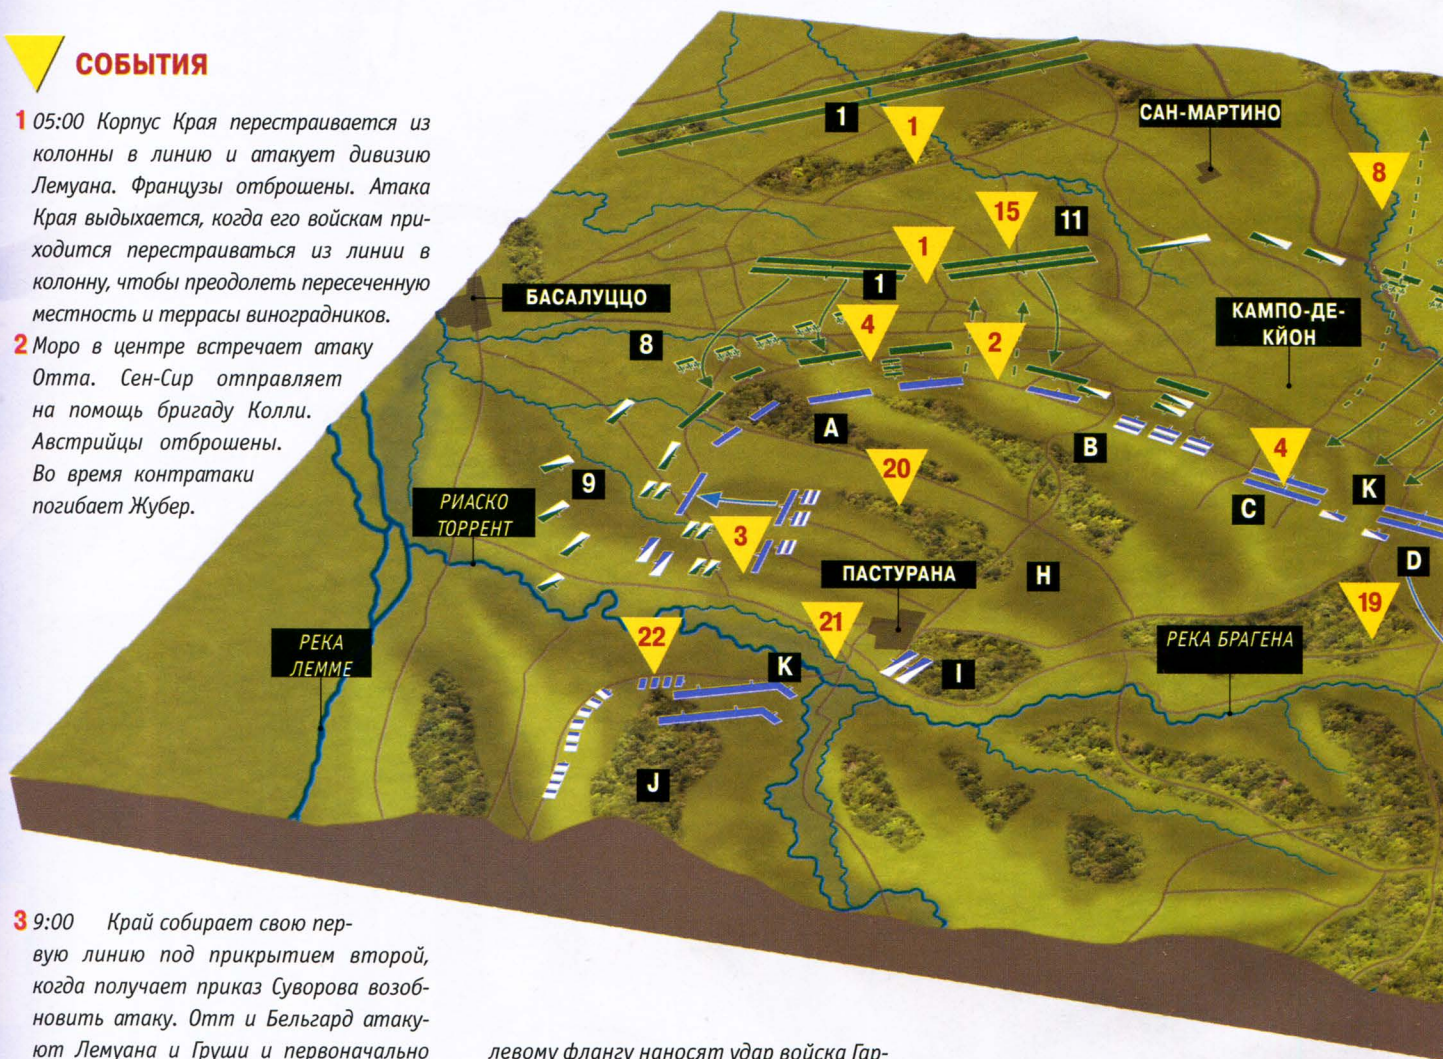 СОБЫТИЯ
1 05:00 Корпус Края перестраивается из
колонны в линию и атакует дивизию
Лемуана. Французы отброшены. Атака
Края выдыхается, когда его войскам при-
ходится перестраиваться из линии в
колонну, чтобы преодолеть пересеченную
местность и террасы виноградников.
2 Моро в центре встречает атаку
Отта. Сен-Сир отправляет
на помощь бригаду Колли.
Австрийцы отброшены.
Во время контратаки
погибает Жубер.
1
1
САН-МАРТИНО
8
15
11
1
1
БАСАЛУЦЦО
4
КАМПО-ДЕ-
КЙОН
8
2
A
B
4
20
9
K
C
РИАСКО
ТОРРЕНТ
3
D
ПАСТУРАНА
H
19
21
22
РЕКА
ЛЕММЕ
РЕКА БРАГЕНА
K
I
J
3 9:00 Край собирает свою пер-
вую линию под прикрытием второй,
когда получает приказ Суворова возоб-
новить атаку. Отт и Бельгард атаку-
ют Лемуана и Груши и первоначально
левому флангу наносят удар войска Гар-